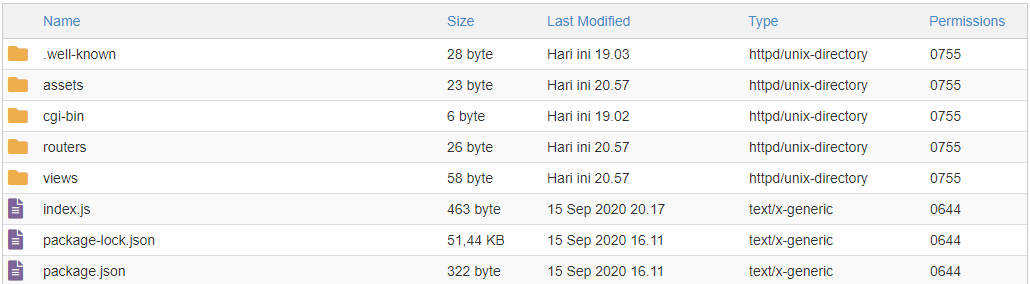 Name Size Last Modified Type Permissions
.well-known 28 byte Hari ini 19.03 httpd/unix-directory 0755
assets 23 byte Hari ini 20.57 httpd/unix-directory 0755
cgi-bin 6 byte Hari ini 19.02 httpd/unix-directory 0755
routers 26 byte Hari ini 20.57 httpd/unix-directory 0755
views 58 byte Hari ini 20.57 httpd/unix-directory 0755
index.js 463 byte 15 Sep 2020 20.17 text/x-generic 0644
package-lock.json 51,44 KB 15 Sep 2020 16.11 text/x-generic 0644
package.json 322 byte 15 Sep 2020 16.11 text/x-generic 0644